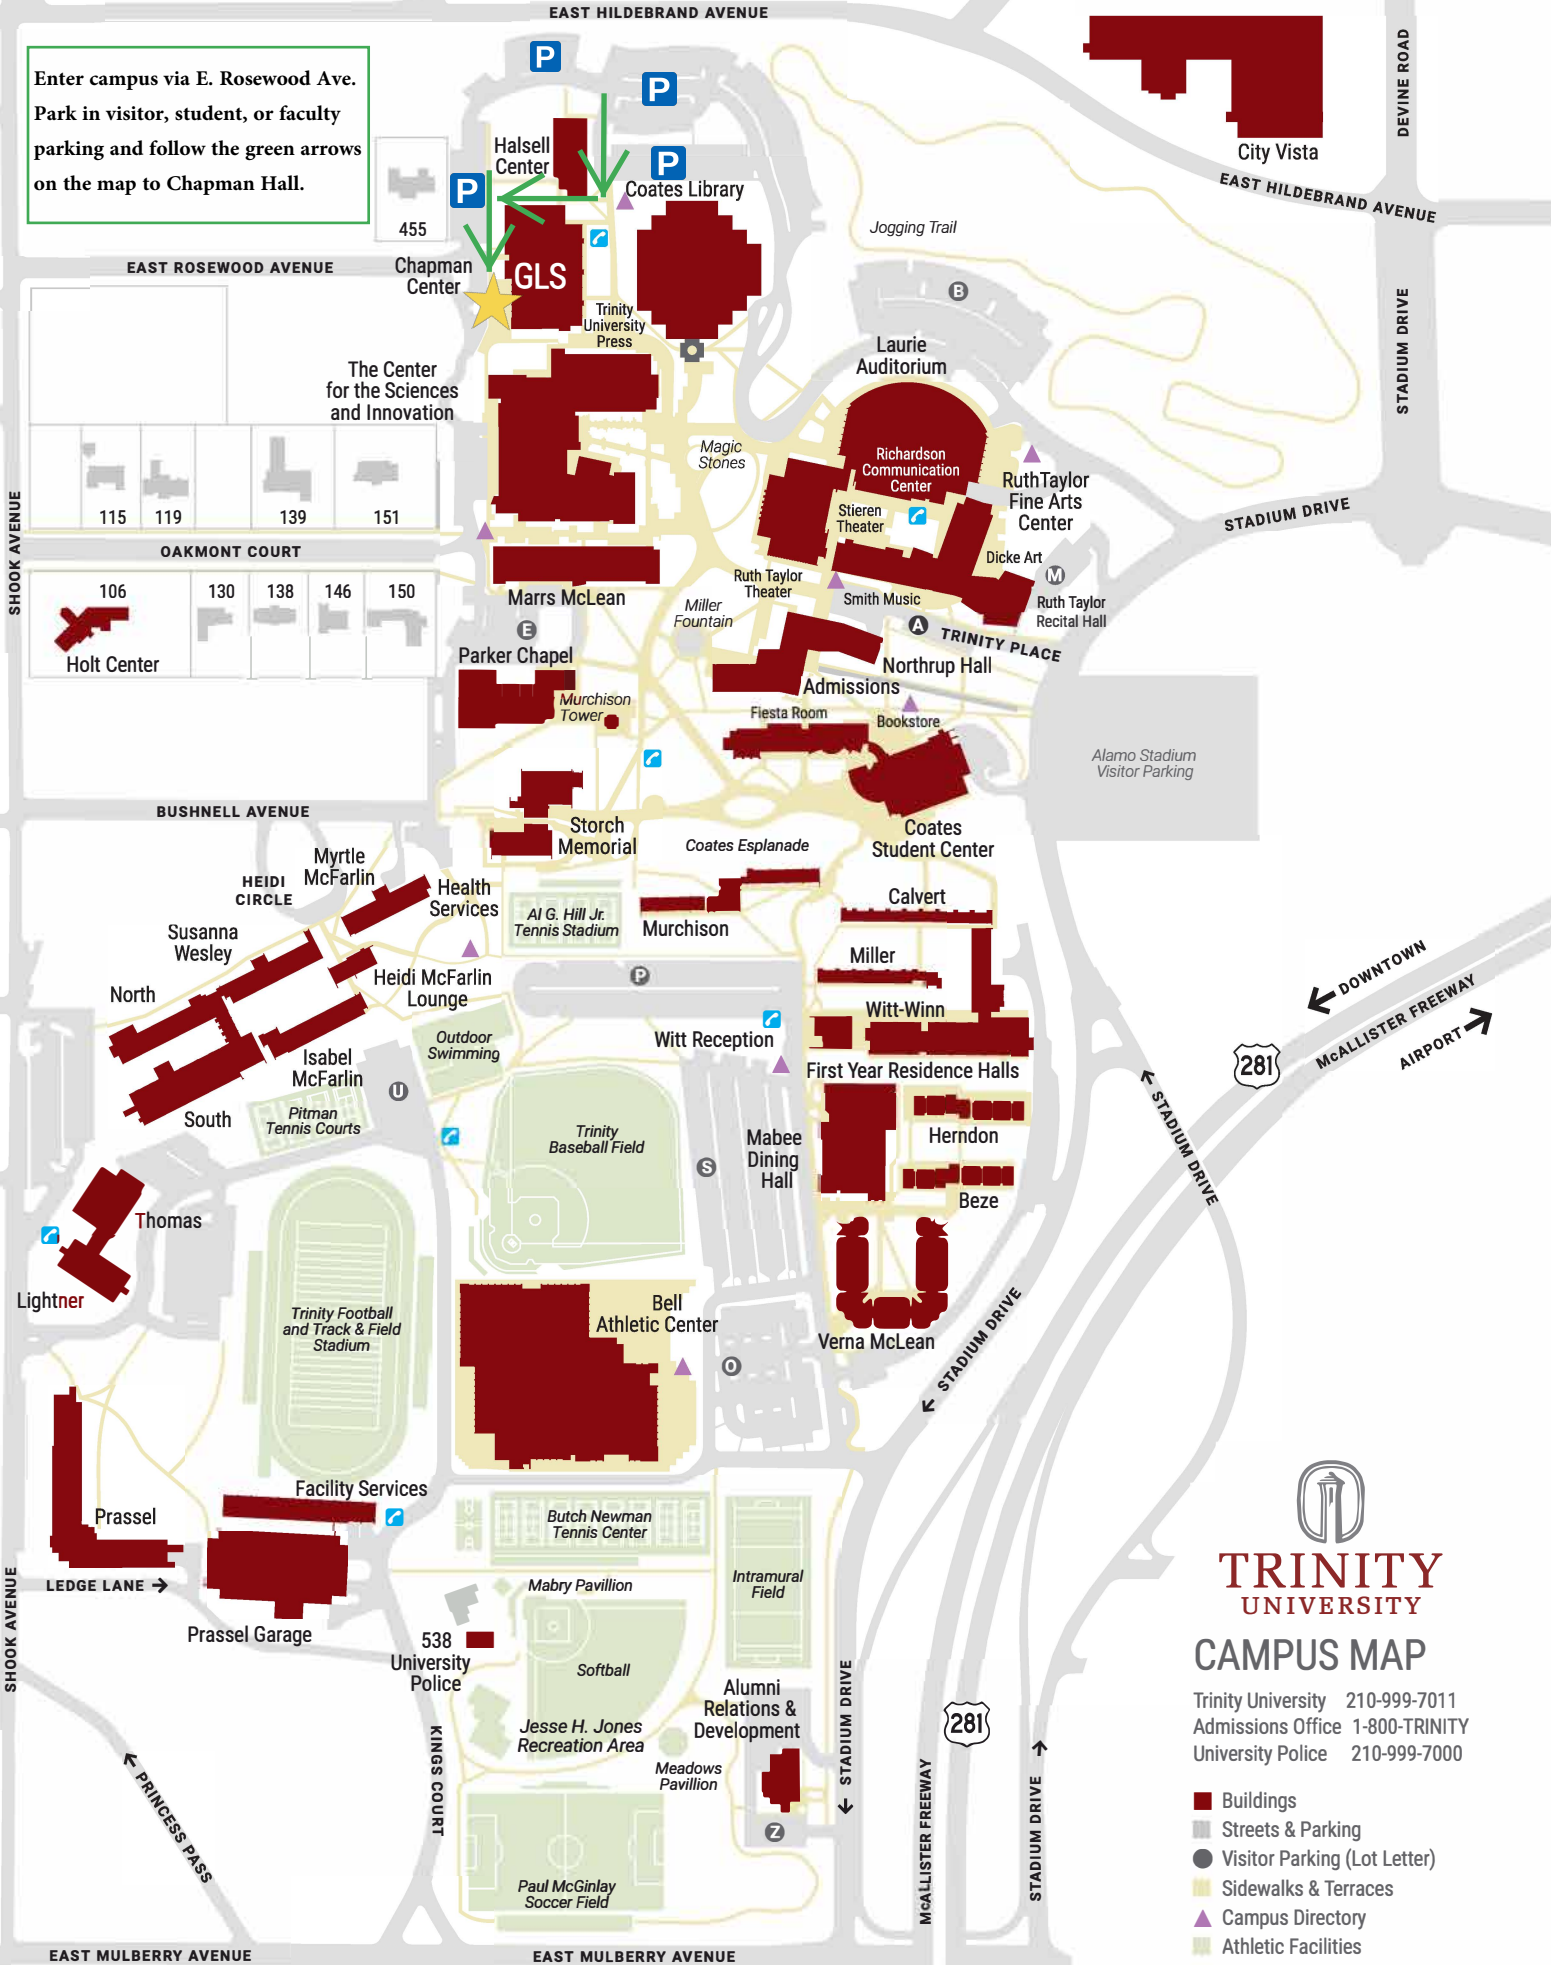 EAST HILDEBRAND AVENUE
Enter campus via E. Rosewood Ave.
Park in visitor, student, or faculty
parking and follow the green arrows
on the map to Chapman Hall.
P
P
P
P
Halsell
Center
Coates Library
455
EAST ROSEWOOD AVENUE
Chapman
Center
GLS
Trinity
University
Press
City Vista
DEVINE ROAD
EAST HILDEBRAND AVENUE
STADIUM DRIVE
Jogging Trail
B
Laurie
Auditorium
The Center
for the Sciences
and Innovation
Magic
Stones
Richardson
Communication
Center
Stieren
Theater
RuthTaylor
Fine Arts
Center
STADIUM DRIVE
115
119
139
151
SHOOK AVENUE
OAKMONT COURT
106
130
138
146
150
Holt Center
Marrs McLean
E
Parker Chapel
Ruth Taylor
Theater
Dicke Art
M
Smith Music
Ruth Taylor
Recital Hall
Miller
Fountain
A
TRINITY PLACE
Northrup Hall
Admissions
Murchison
Tower
Fiesta Room
Bookstore
Alamo Stadium
Visitor Parking
BUSHNELL AVENUE
Storch
Memorial
Coates Esplanade
Coates
Student Center
Myrtle
McFarlin
HEIDI
CIRCLE
Health
Services
Al G. Hill Jr.
Tennis Stadium
Murchison
Calvert
Susanna
Wesley
Miller
North
Heidi McFarlin
Lounge
P
Witt-Winn
Outdoor
Swimming
Witt Reception
First Year Residence Halls
Isabel
McFarlin
U
South
Pitman
Tennis Courts
Trinity
Baseball Field
S
Mabee
Dining
Hall
Herndon
Beze
DOWNTOWN
McALLISTER FREEWAY
AIRPORT
281
STADIUM DRIVE
Thomas
Lightner
Trinity Football
and Track & Field
Stadium
Bell
Athletic Center
O
Verna McLean
STADIUM DRIVE
Prassel
Facility Services
Butch Newman
Tennis Center
LEDGE LANE
SHOOK AVENUE
Prassel Garage
Mabry Pavilion
Intramural
Field
538
University
Police
Softball
Alumni
Relations &
Development
Jesse H. Jones
Recreation Area
Meadows
Pavillion
STADIUM DRIVE
KINGS COURT
PRINCESS PASS
Z
Paul McGinlay
Soccer Field
281
McALLISTER FREEWAY
STADIUM DRIVE
EAST MULBERRY AVENUE
EAST MULBERRY AVENUE
TRINITY
UNIVERSITY
CAMPUS MAP
Trinity University 210-999-7011
Admissions Office 1-800-TRINITY
University Police 210-999-7000
Buildings
Streets & Parking
Visitor Parking (Lot Letter)
Sidewalks & Terraces
Campus Directory
Athletic Facilities